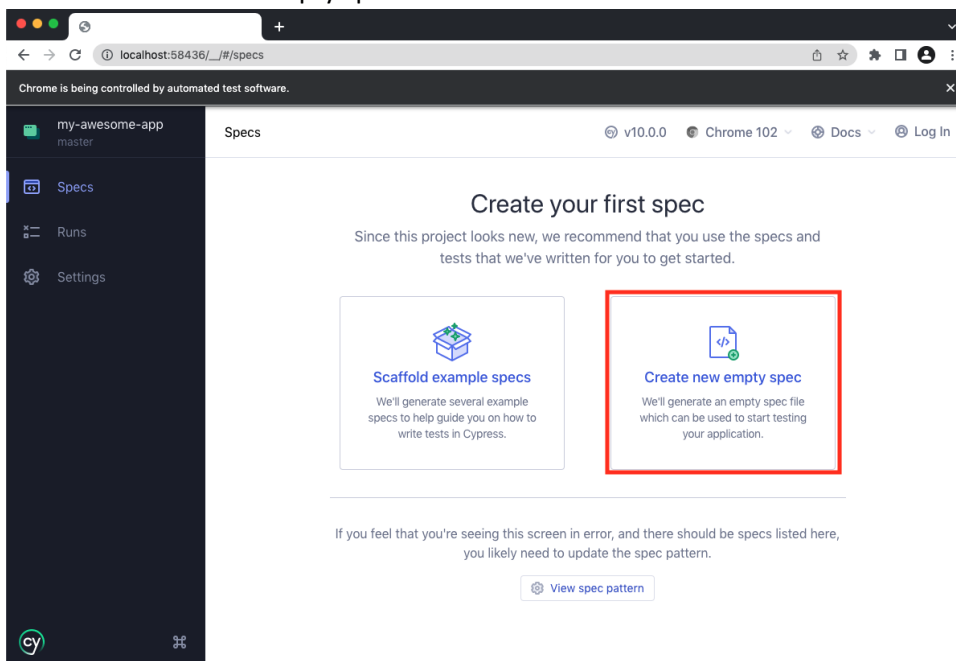 localhost:58436/__/#/specs
Chrome is being controlled by automated test software.
my-awesome-app
master
Specs
v10.0.0
Chrome 102
Docs
Log In
Specs
Runs
Settings
Create your first spec
Since this project looks new, we recommend that you use the specs and
tests that we've written for you to get started.
Scaffold example specs
We'll generate several example
specs to help guide you on how to
write tests in Cypress.
Create new empty spec
We'll generate an empty spec file
which can be used to start testing
your application.
If you feel that you're seeing this screen in error, and there should be specs listed here,
you likely need to update the spec pattern.
View spec pattern
cy